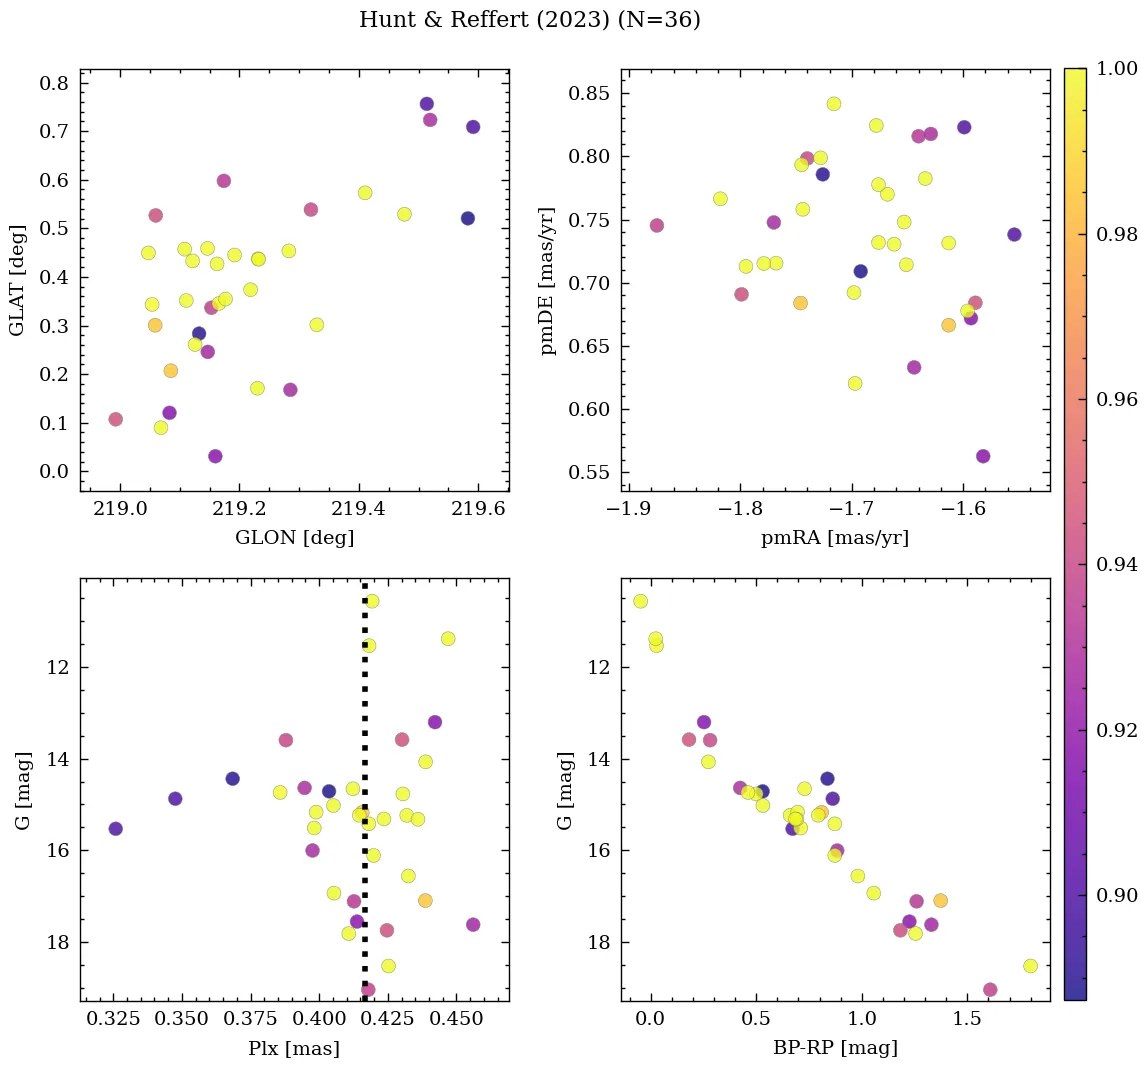 Hunt & Reffert (2023) (N=36)
0.8
0.7
0.6
0.5
0.4
0.3
0.2
0.1
0.0
GLAT [deg]
219.0 219.2 219.4 219.6
GLON [deg]
0.85
0.80
0.75
0.70
0.65
0.60
0.55
pmDE [mas/yr]
−1.9 −1.8 −1.7 −1.6
pmRA [mas/yr]
12
14
16
18
G [mag]
0.325 0.350 0.375 0.400 0.425 0.450
Plx [mas]
12
14
16
18
G [mag]
0.0 0.5 1.0 1.5
BP-RP [mag]
1.00
0.98
0.96
0.94
0.92
0.90